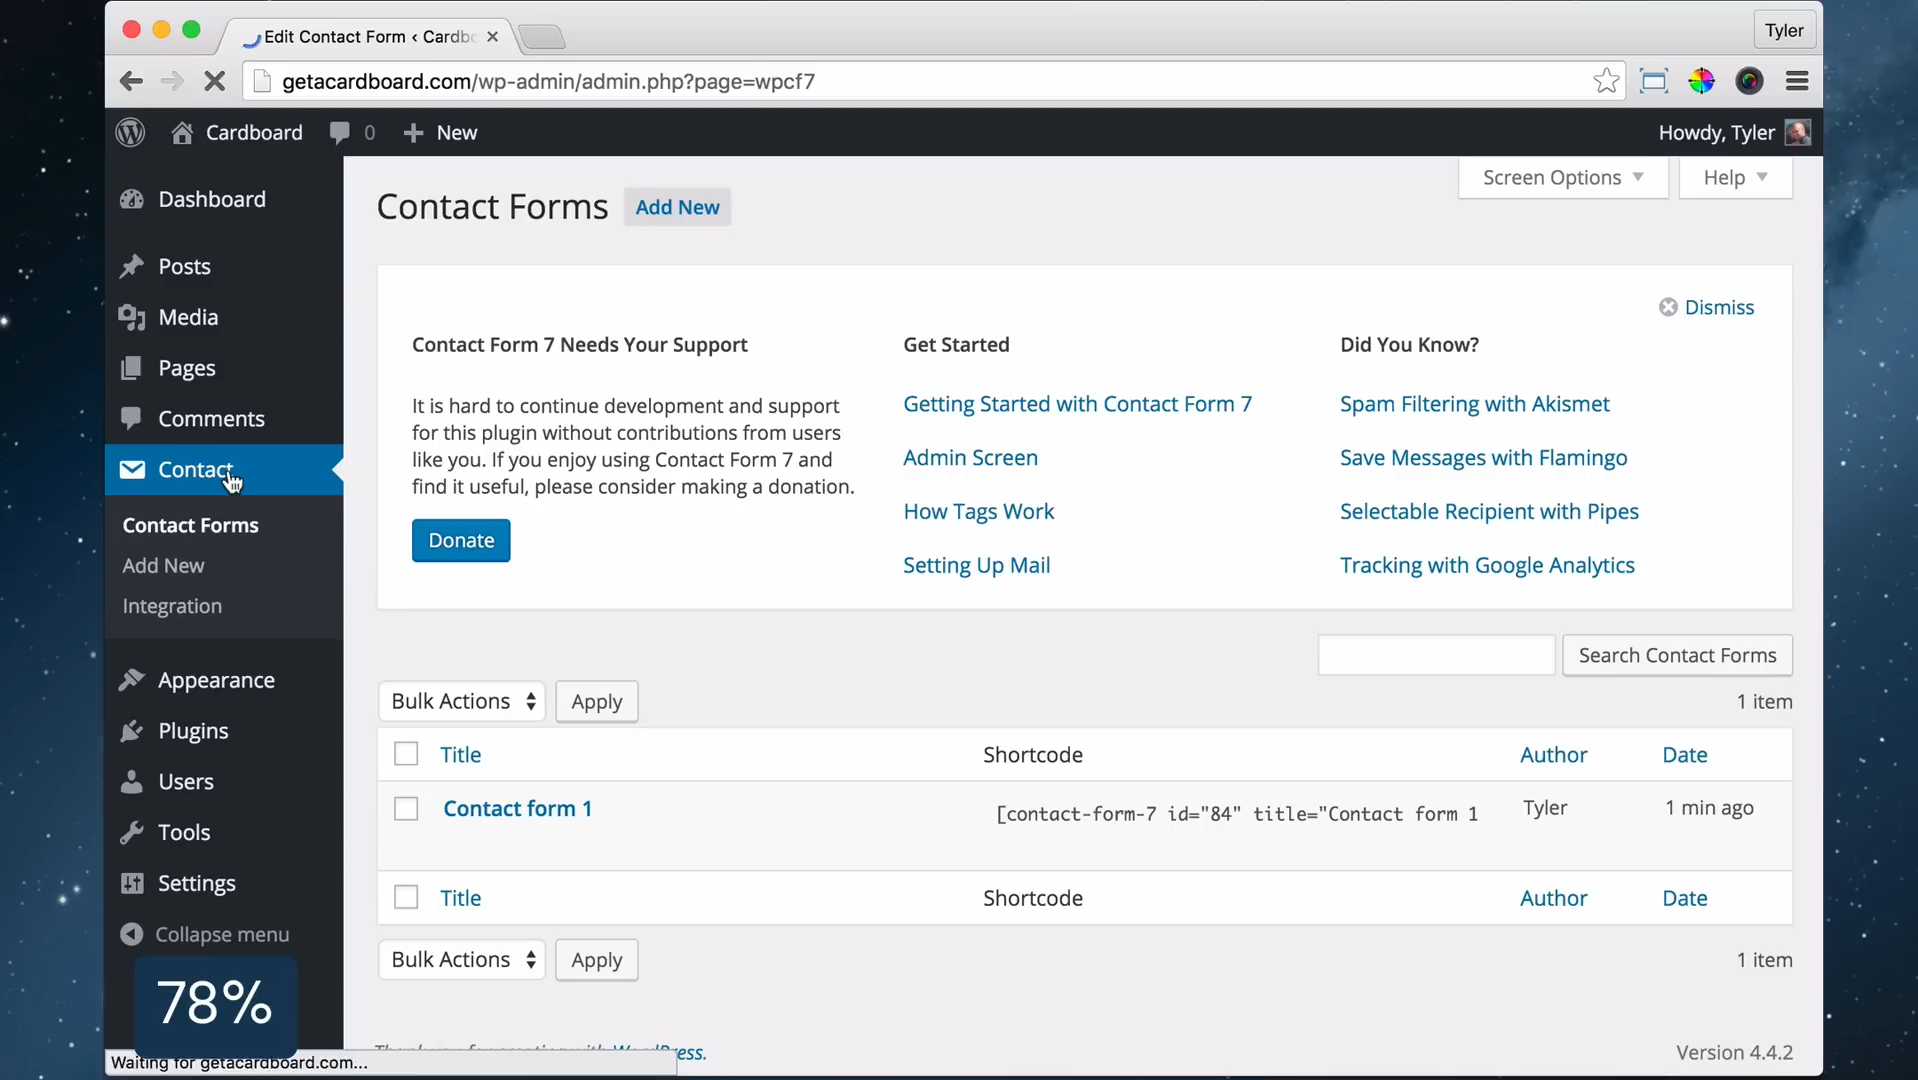 Edit Contact Form ‹ Cardbo
Tyler
getacardboard.com/wp-admin/admin.php?page=wpcf7
Cardboard 0 New
Howdy, Tyler
Dashboard
Posts
Media
Pages
Comments
Contact
Contact Forms
Add New
Integration
Appearance
Plugins
Users
Tools
Settings
Collapse menu
78%
Waiting for getacardboard.com...
Screen Options Help
Contact Forms Add New
Dismiss
Contact Form 7 Needs Your Support
It is hard to continue development and support
for this plugin without contributions from users
like you. If you enjoy using Contact Form 7 and
find it useful, please consider making a donation.
Donate
Get Started
Getting Started with Contact Form 7
Admin Screen
How Tags Work
Setting Up Mail
Did You Know?
Spam Filtering with Akismet
Save Messages with Flamingo
Selectable Recipient with Pipes
Tracking with Google Analytics
Search Contact Forms
Bulk Actions Apply 1 item
Title Shortcode Author Date
Contact form 1 [contact-form-7 id="84" title="Contact form 1 Tyler 1 min ago
Title Shortcode Author Date
Bulk Actions Apply 1 item
WordPress.
Version 4.4.2